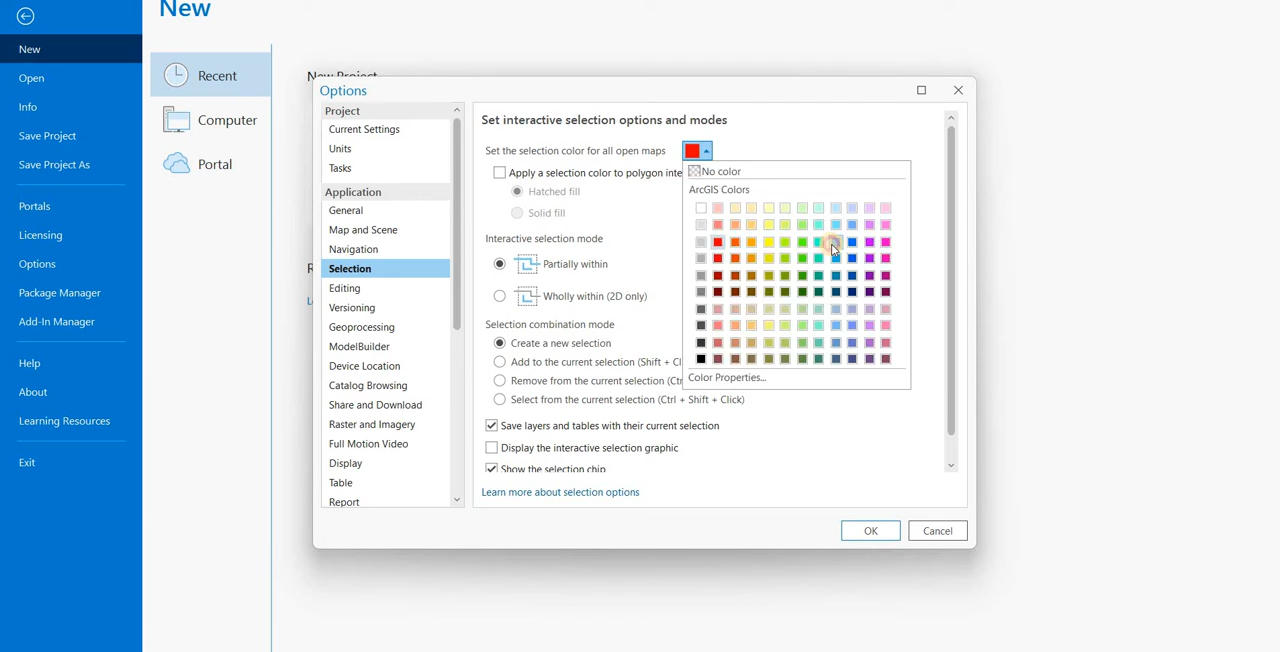 New
New
Open
Info
Save Project
Save Project As
Portals
Licensing
Options
Package Manager
Add-In Manager
Help
About
Learning Resources
Exit
Recent
Computer
Portal
New Project
Options
Project
Current Settings
Units
Tasks
Application
General
Map and Scene
Navigation
Selection
Editing
Versioning
Geoprocessing
ModelBuilder
Device Location
Catalog Browsing
Share and Download
Raster and Imagery
Full Motion Video
Display
Table
Report
Set interactive selection options and modes
Set the selection color for all open maps
Apply a selection color to polygon inte
Hatched fill
Solid fill
Interactive selection mode
Partially within
Wholly within (2D only)
Selection combination mode
Create a new selection
Add to the current selection (Shift + Cl
Remove from the current selection (Ctr
Select from the current selection (Ctrl + Shift + Click)
Save layers and tables with their current selection
Display the interactive selection graphic
Show the selection chip
Learn more about selection options
No color
ArcGIS Colors
Color Properties...
OK
Cancel